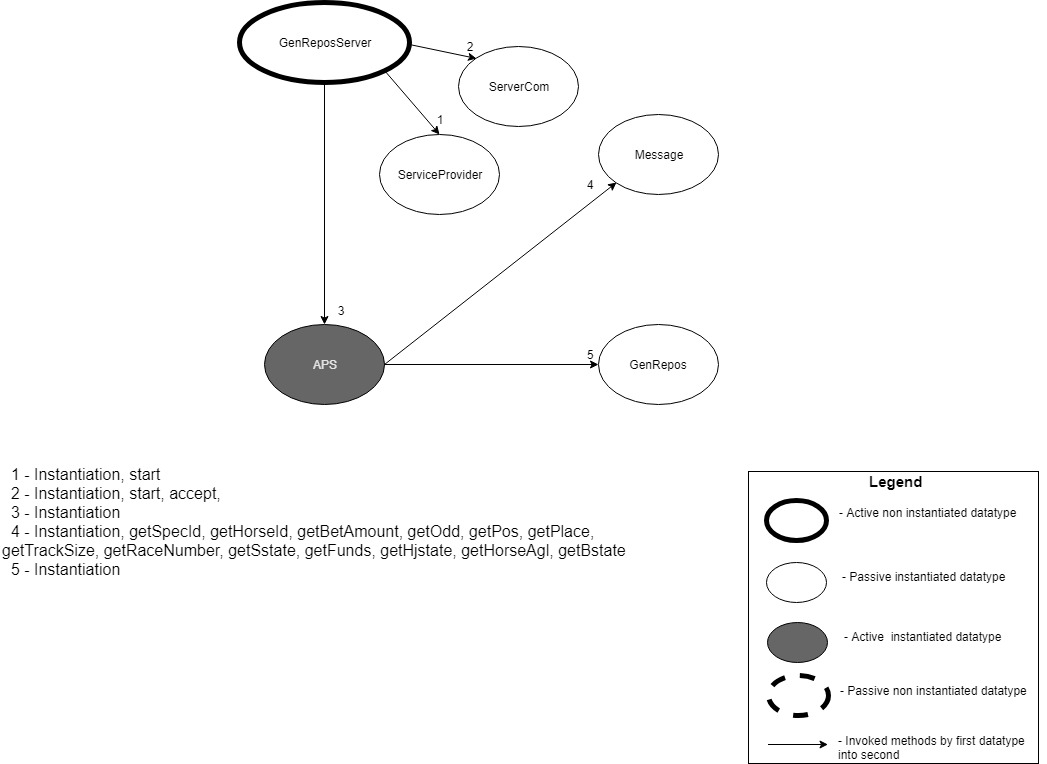 GenReposServer
2
ServerCom
1
Message
ServiceProvider
4
3
5
APS
GenRepos
1 - Instantiation, start
2 - Instantiation, start, accept,
3 - Instantiation
4 - Instantiation, getSpecId, getHorseId, getBetAmount, getOdd, getPos, getPlace,
getTrackSize, getRaceNumber, getSstate, getFunds, getHjstate, getHorseAgl, getBstate
5 - Instantiation
Legend
- Active non instantiated datatype
- Passive instantiated datatype
- Active  instantiated datatype
- Passive non instantiated datatype
- Invoked methods by first datatype
into second